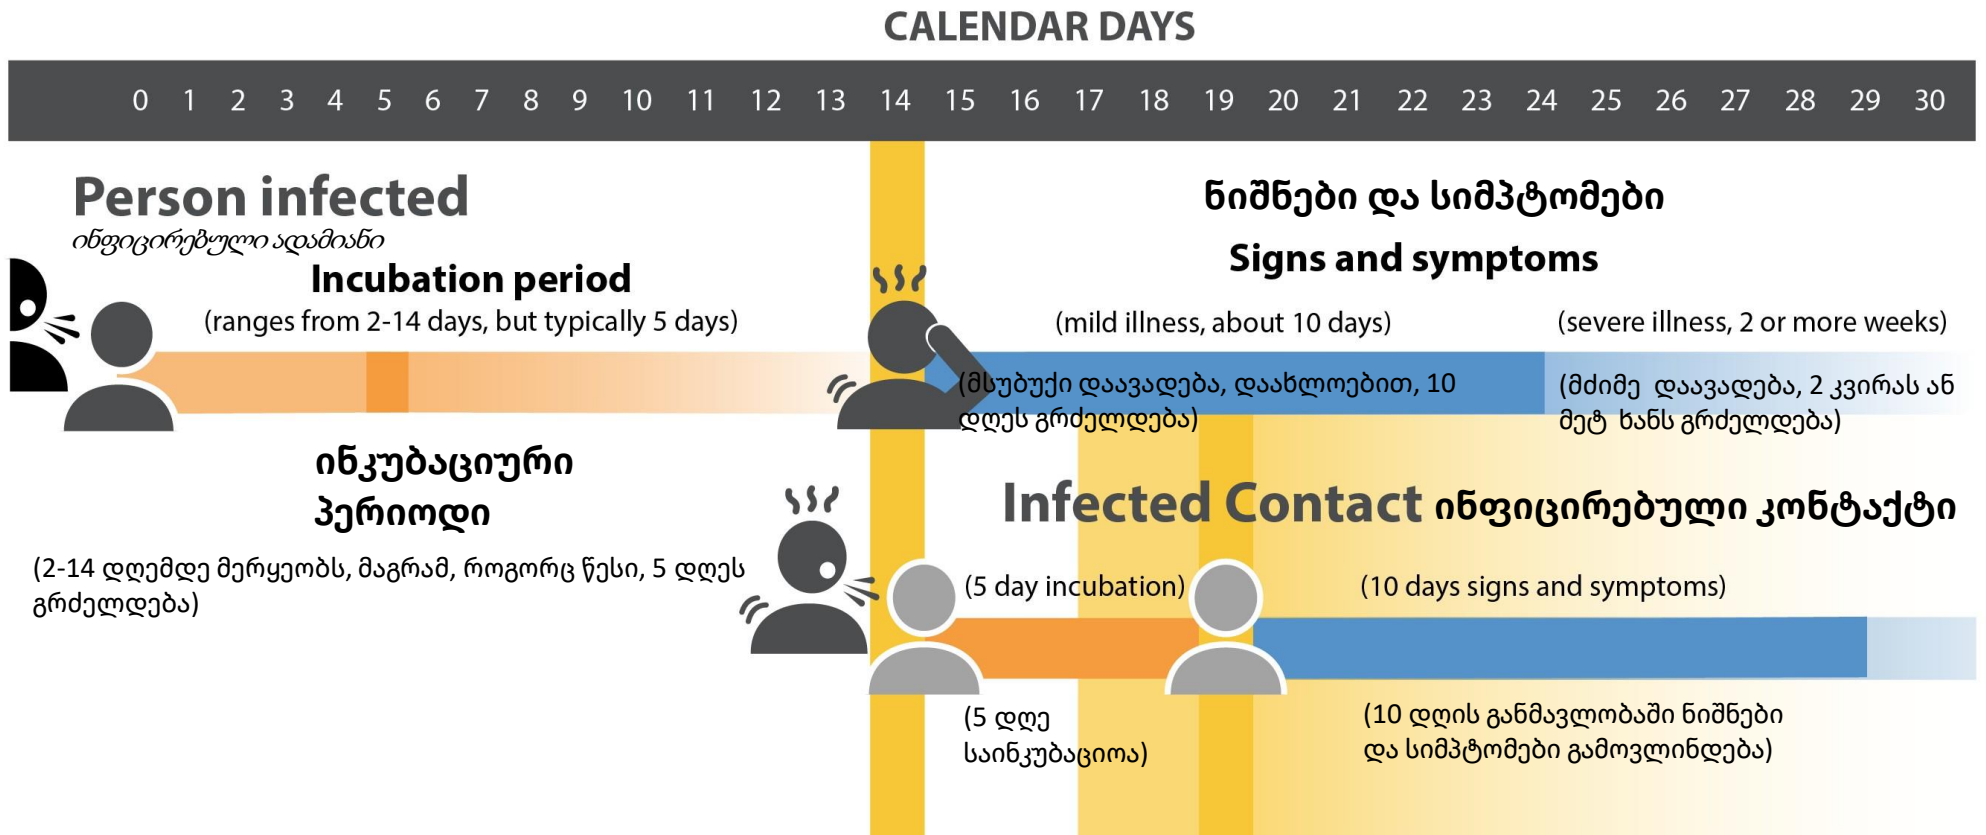 CALENDAR DAYS
0 1 2 3 4 5 6 7 8 9 10 11 12 13 14 15 16 17 18 19 20 21 22 23 24 25 26 27 28 29 30
Person infected
ინფიცირებული ადამიანი
Incubation period
(ranges from 2-14 days, but typically 5 days)
ნიშნები და სიმპტომები
Signs and symptoms
(mild illness, about 10 days)
(severe illness, 2 or more weeks)
(მსუბუქი დაავადება, დაახლოებით, 10
დღეს გრძელდება)
(მძიმე დაავადება, 2 კვირას ან
მეტ ხანს გრძელდება)
ინკუბაციური
პერიოდი
(2-14 დღემდე მერყეობს, მაგრამ, როგორც წესი, 5 დღეს
გრძელდება)
Infected Contact ინფიცირებული კონტაქტი
(5 day incubation)
(10 days signs and symptoms)
(5 დღე
საინკუბაციოა)
(10 დღის განმავლობაში ნიშნები
და სიმპტომები გამოვლინდება)